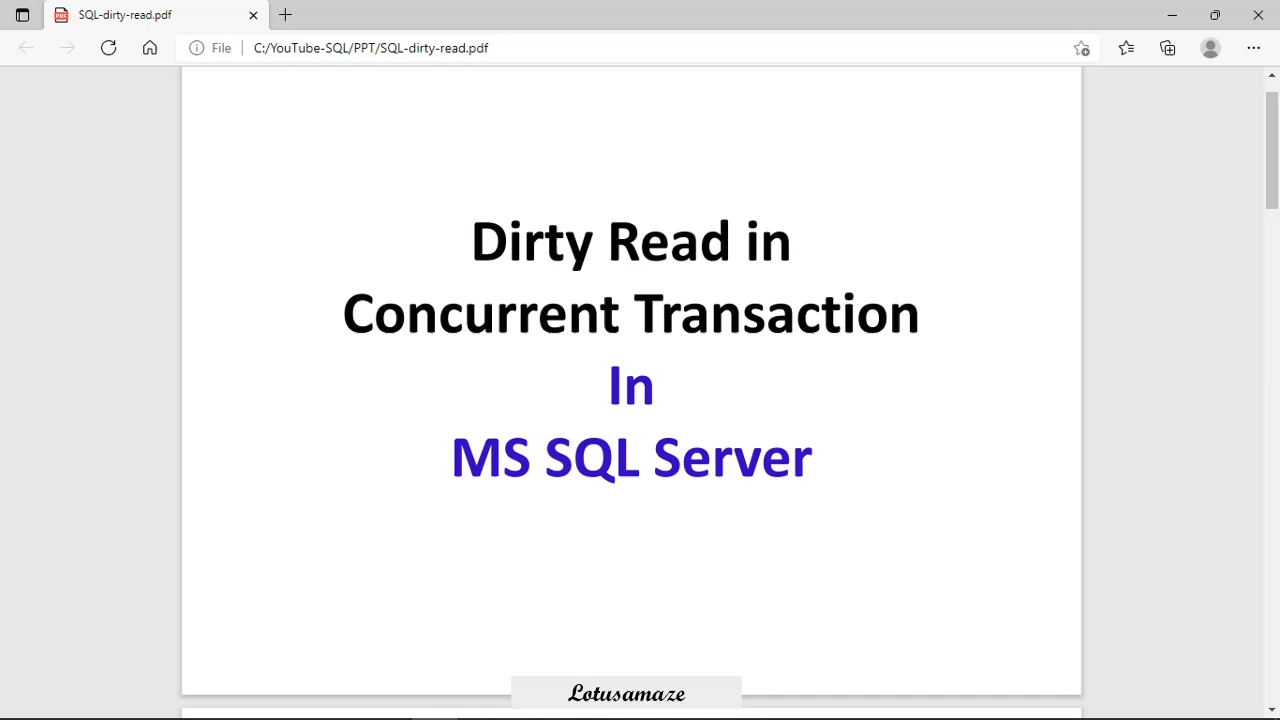 SQL-dirty-read.pdf
File
C:/YouTube-SQL/PPT/SQL-dirty-read.pdf
Dirty Read in
Concurrent Transaction
In
MS SQL Server
Lotusamaze